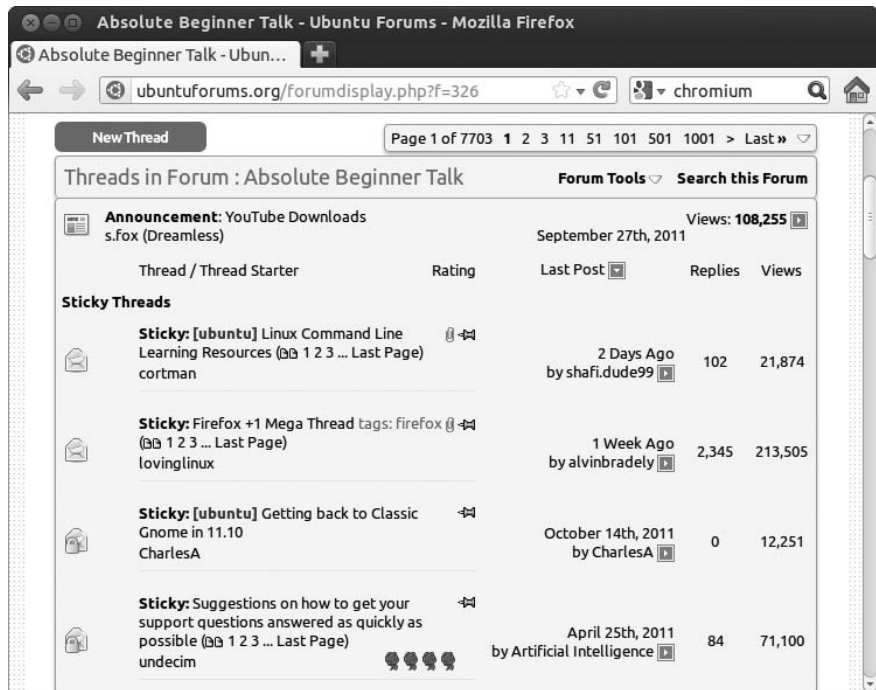 Absolute Beginner Talk - Ubuntu Forums - Mozilla Firefox
Absolute Beginner Talk - Ubun...
ubuntuforums.org/forumdisplay.php?f=326
chromium
New Thread
Page 1 of 7703 1 2 3 11 51 101 501 1001 > Last »
Threads in Forum : Absolute Beginner Talk
Forum Tools Search this Forum
Announcement: YouTube Downloads
s.fox (Dreamless)
Views: 108,255
September 27th, 2011
Thread / Thread Starter Rating Last Post Replies Views
Sticky Threads
Sticky: [ubuntu] Linux Command Line
Learning Resources ( 1 2 3 ... Last Page)
cortman
2 Days Ago
by shafi.dude99
102 21,874
Sticky: Firefox +1 Mega Thread tags: firefox
( 1 2 3 ... Last Page)
lovinglinux
1 Week Ago
by alvinbradely
2,345 213,505
Sticky: [ubuntu] Getting back to Classic
Gnome in 11.10
CharlesA
October 14th, 2011
by CharlesA
0 12,251
Sticky: Suggestions on how to get your
support questions answered as quickly as
possible ( 1 2 3 ... Last Page)
undecim
April 25th, 2011
by Artificial Intelligence
84 71,100